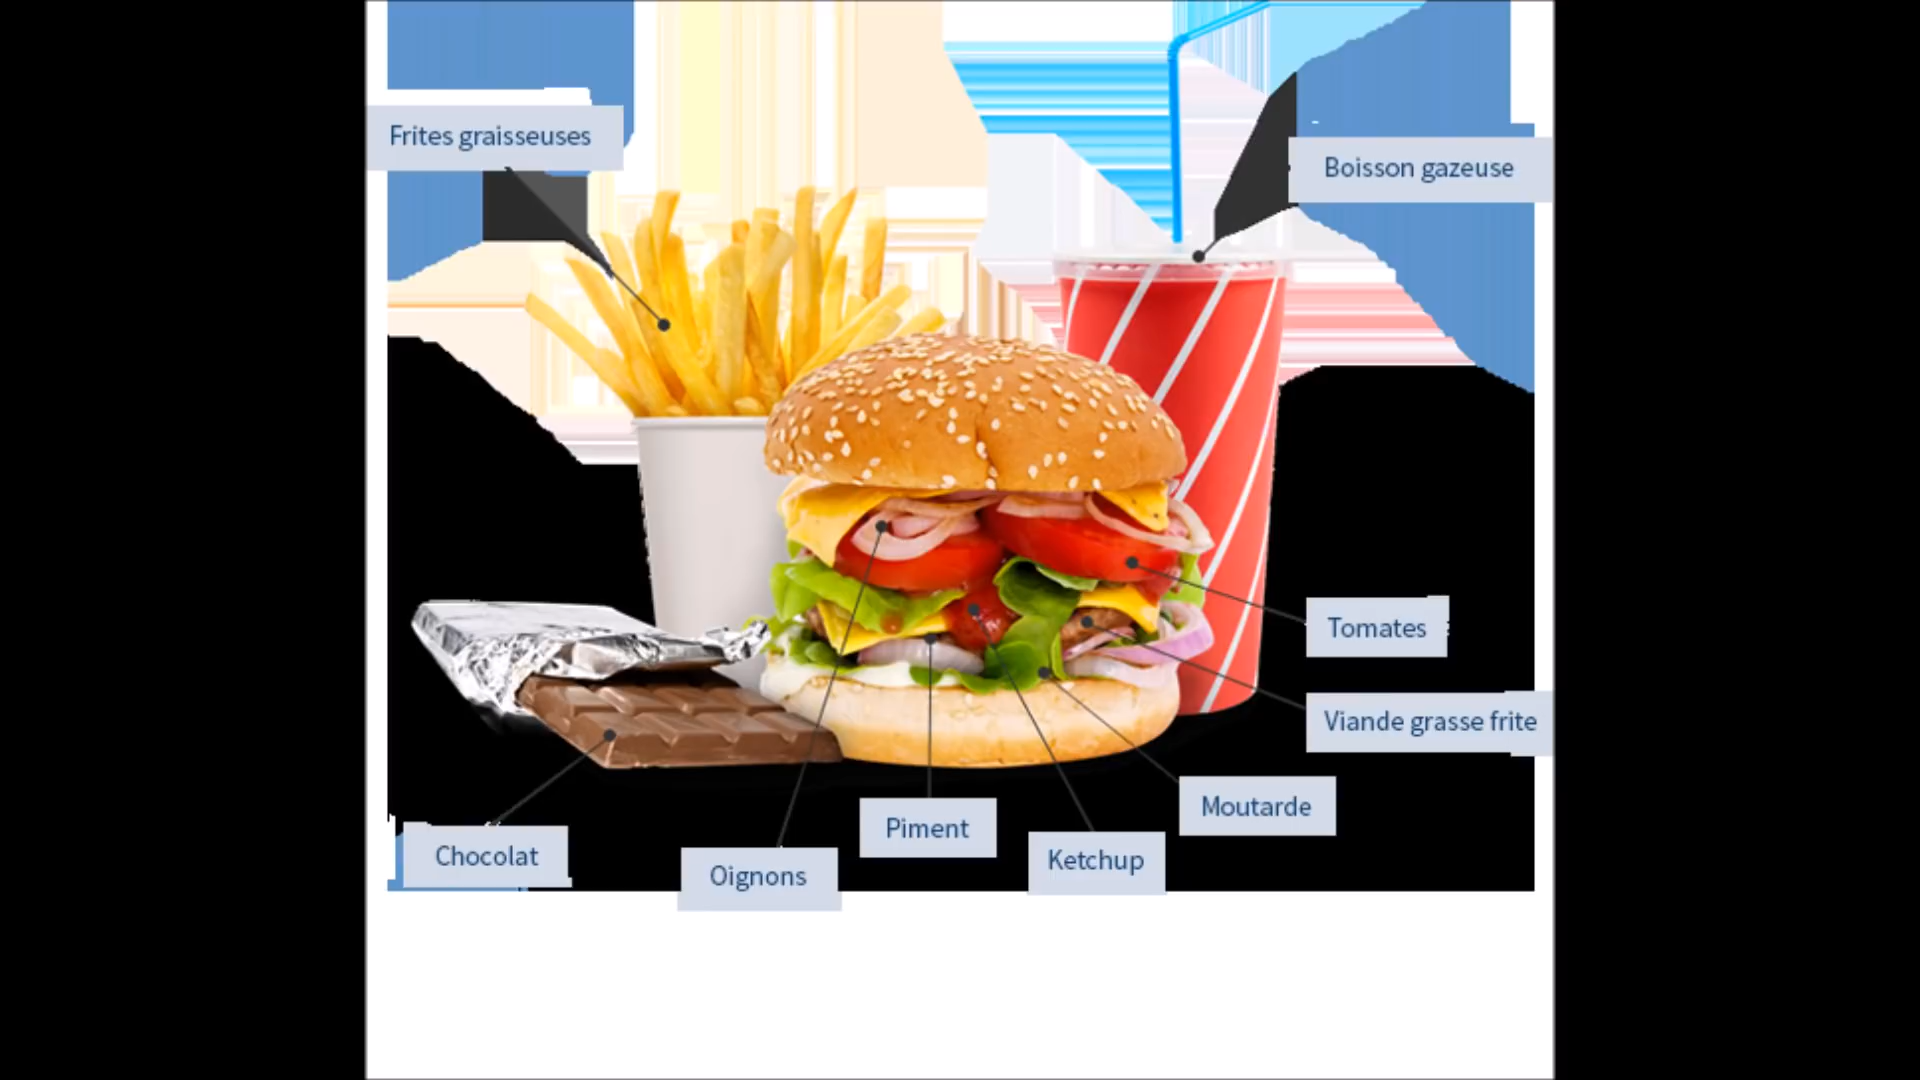 Frites graisseuses
Boisson gazeuse
Tomates
Viande grasse frite
Moutarde
Piment
Ketchup
Chocolat
Oignons